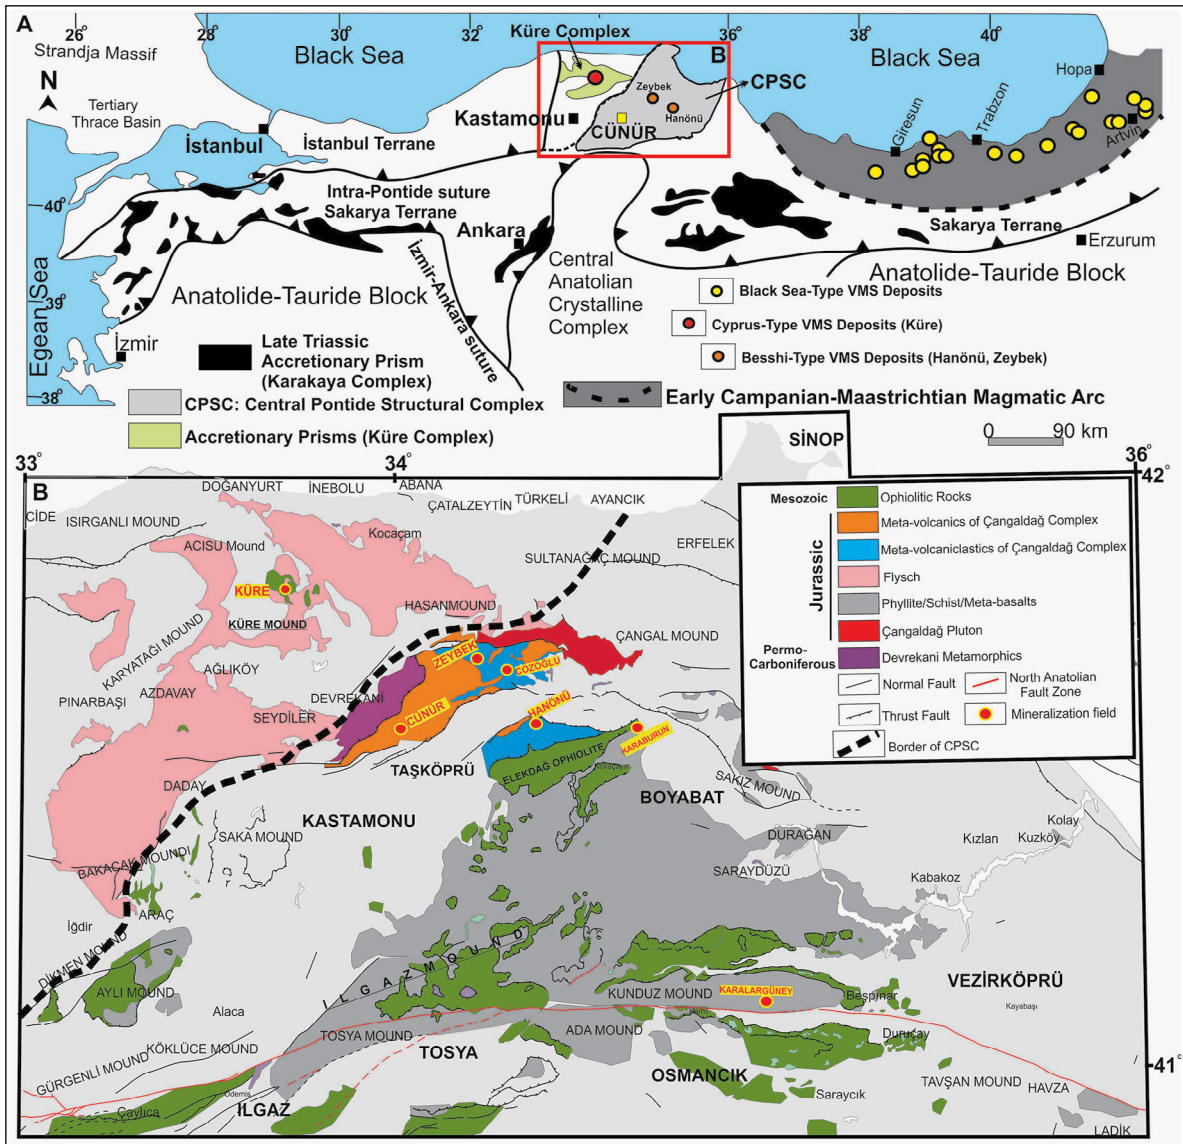 A
26°
28°
30°
32°
34°
36°
38°
40°
Strandja Massif
Black Sea
Küre Complex
B
Black Sea
Hopa
N
Zeybek
CPSC
Hanönü
Tertiary
Thrace Basin
Kastamonu
CÜNÜR
Giresun
Trabzon
Artvin
İstanbul
İstanbul Terrane
Intra-Pontide suture
Sakarya Terrane
40°
Ankara
Sakarya Terrane
Erzurum
Egean Sea
39°
Anatolide-Tauride Block
İzmir-Ankara suture
Central
Anatolian
Crystalline
Complex
Anatolide-Tauride Block
Black Sea-Type VMS Deposits
Cyprus-Type VMS Deposits (Küre)
Besshi-Type VMS Deposits (Hanönü, Zeybek)
İzmir
38°
Late Triassic
Accretionary Prism
(Karakaya Complex)
CPSC: Central Pontide Structural Complex
Early Campanian-Maastrichtian Magmatic Arc
Accretionary Prisms (Küre Complex)
0 90 km
33°
34°
SİNOP
36°
42°
B
DOĞANYURT
İNEBOLU
ABANA
ÇATALZEYTİN
TÜRKELİ
AYANCIK
CİDE
ISIRGANLI MOUND
ACISU Mound
Kocaçam
SULTANAĞAÇ MOUND
ERFELEK
KÜRE
KÜRE MOUND
HASANMOUND
ÇANGAL MOUND
KARYATAĞI MOUND
AĞLIKÖY
ZEYBEK
COZOĞLU
PINARBAŞI
AZDAVAY
DEVREKANİ
SEYDİLER
CÜNÜR
HANÖNÜ
KARABURUN
TAŞKÖPRÜ
ELEKDAĞ OPHIOLITE
DADAY
BOYABAT
SAKIZ MOUND
Mesozoic
Ophiolitic Rocks
Jurassic
Meta-volcanics of Çangaldağ Complex
Meta-volcaniclastics of Çangaldağ Complex
Flysch
Phyllite/Schist/Meta-basalts
Çangaldağ Pluton
Permo-
Carboniferous
Devrekani Metamorphics
Normal Fault
North Anatolian
Fault Zone
Thrust Fault
Mineralization field
Border of CPSC
KASTAMONU
SAKA MOUND
BAKAÇAK MOUNDI
DURAĞAN
SARAYDÜZÜ
Kızlan
Kolay
Kuzköy
Kabakoz
ARAÇ
İğdir
DİKMEN MOUND
AYLI MOUND
Alaca
ILGAZ MOUND
KARALARGÜNEY
KUNDUZ MOUND
Beşpınar
VEZİRKÖPRÜ
Kayabaşı
KÖKLÜCE MOUND
TOSYA MOUND
TOSYA
ADA MOUND
Duruçay
GÜRGENLİ MOUND
OSMANCIK
41°
TAVŞAN MOUND
HAVZA
Ödemiş
ILGAZ
Çaylıca
Saraycık
LADİK